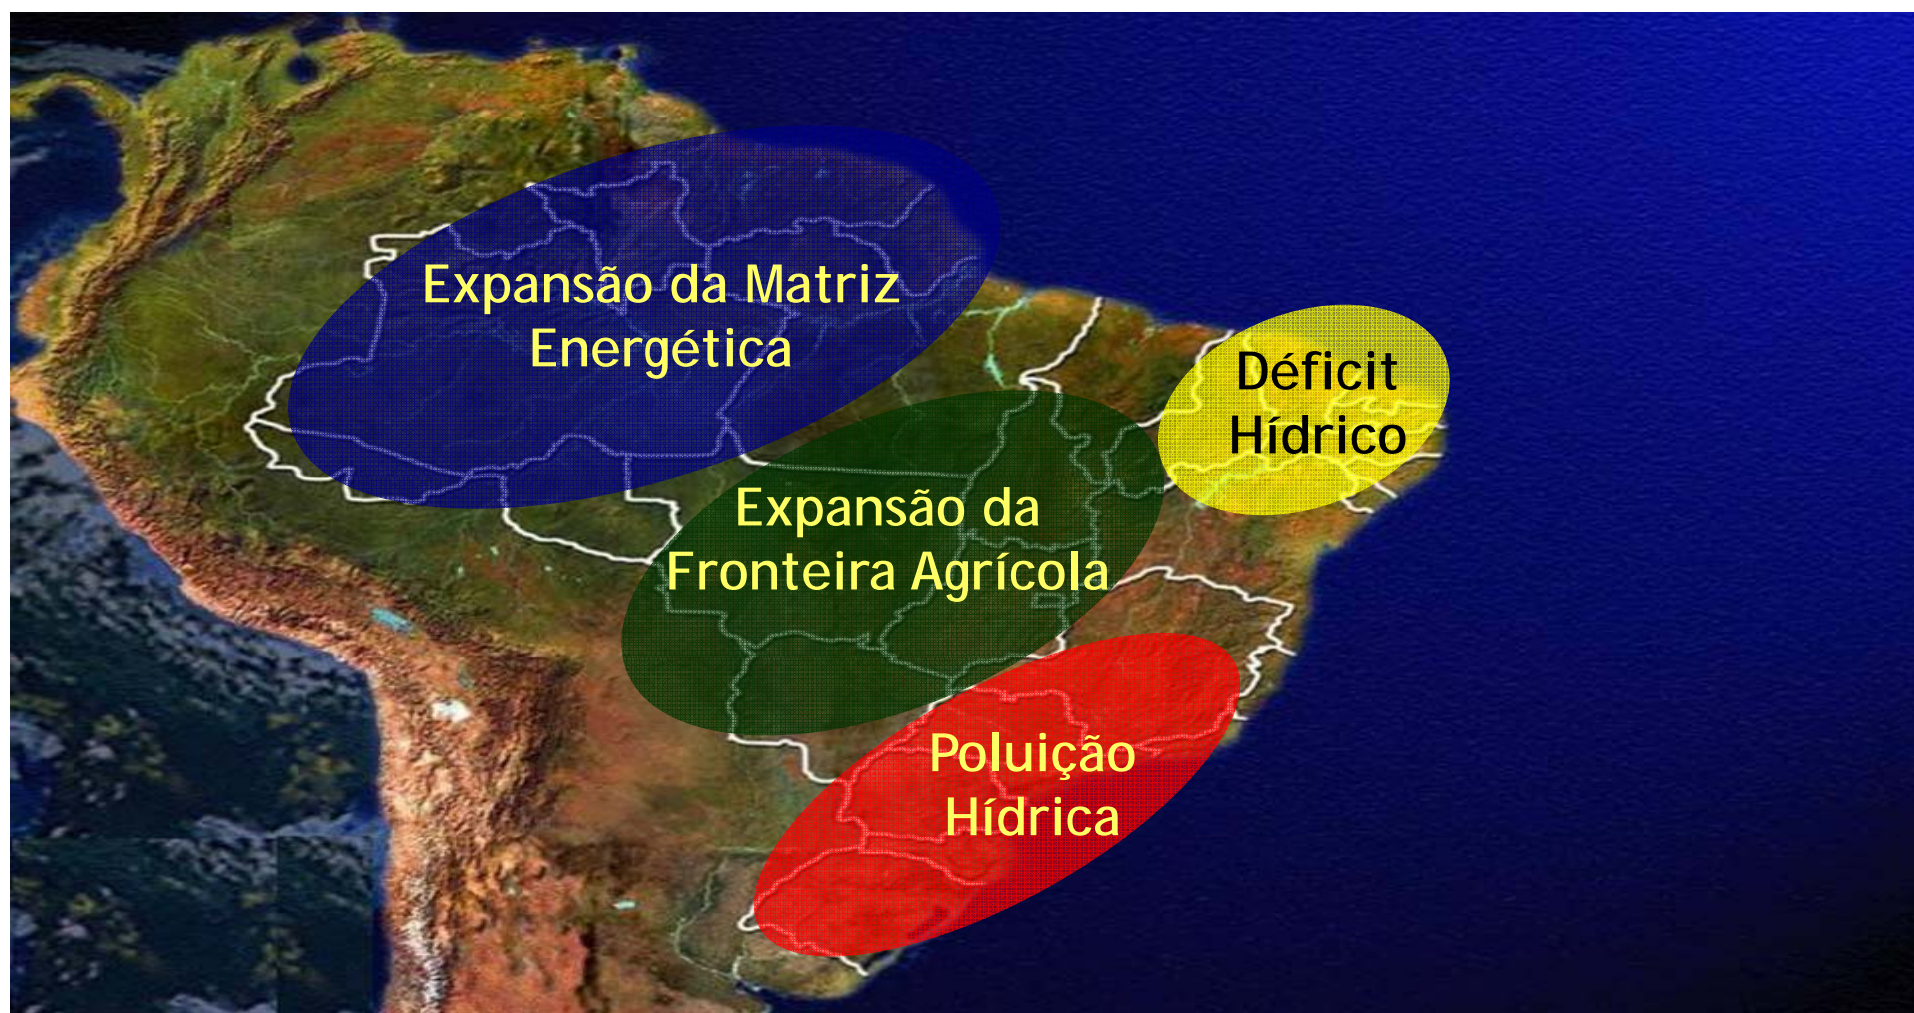 Expansão da Matriz
Energética
Déficit
Hídrico
Expansão da
Fronteira Agrícola
Poluição
Hídrica